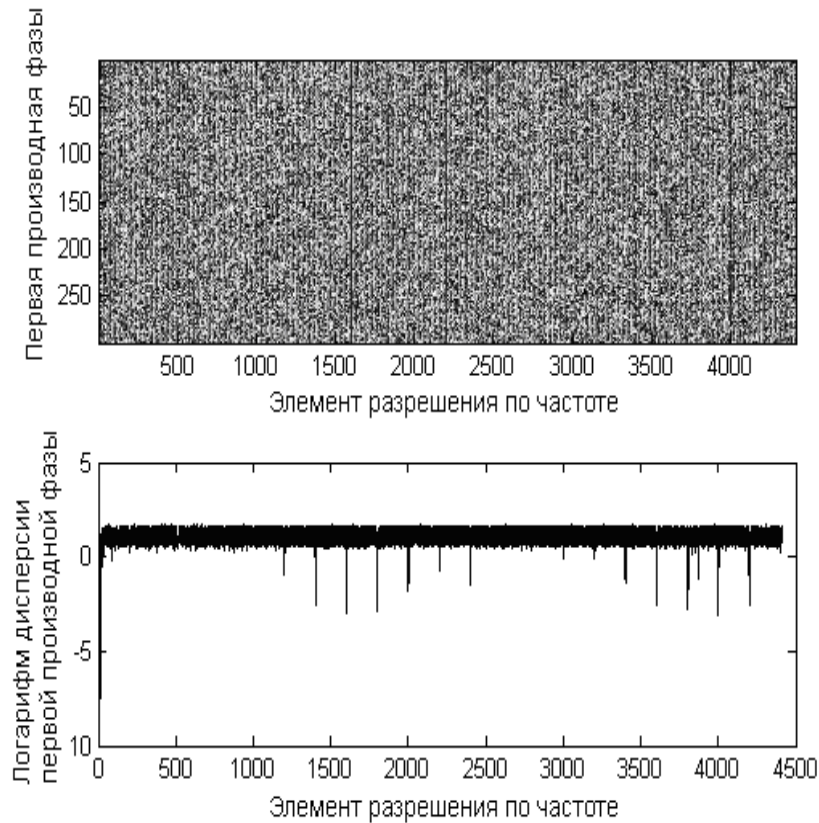 Первая производная фазы
50
100
150
200
250
500 1000 1500 2000 2500 3000 3500 4000
Элемент разрешения по частоте
Логарифм дисперсии
первой производной фазы
5
0
-5
10
0 500 1000 1500 2000 2500 3000 3500 4000 4500
Элемент разрешения по частоте